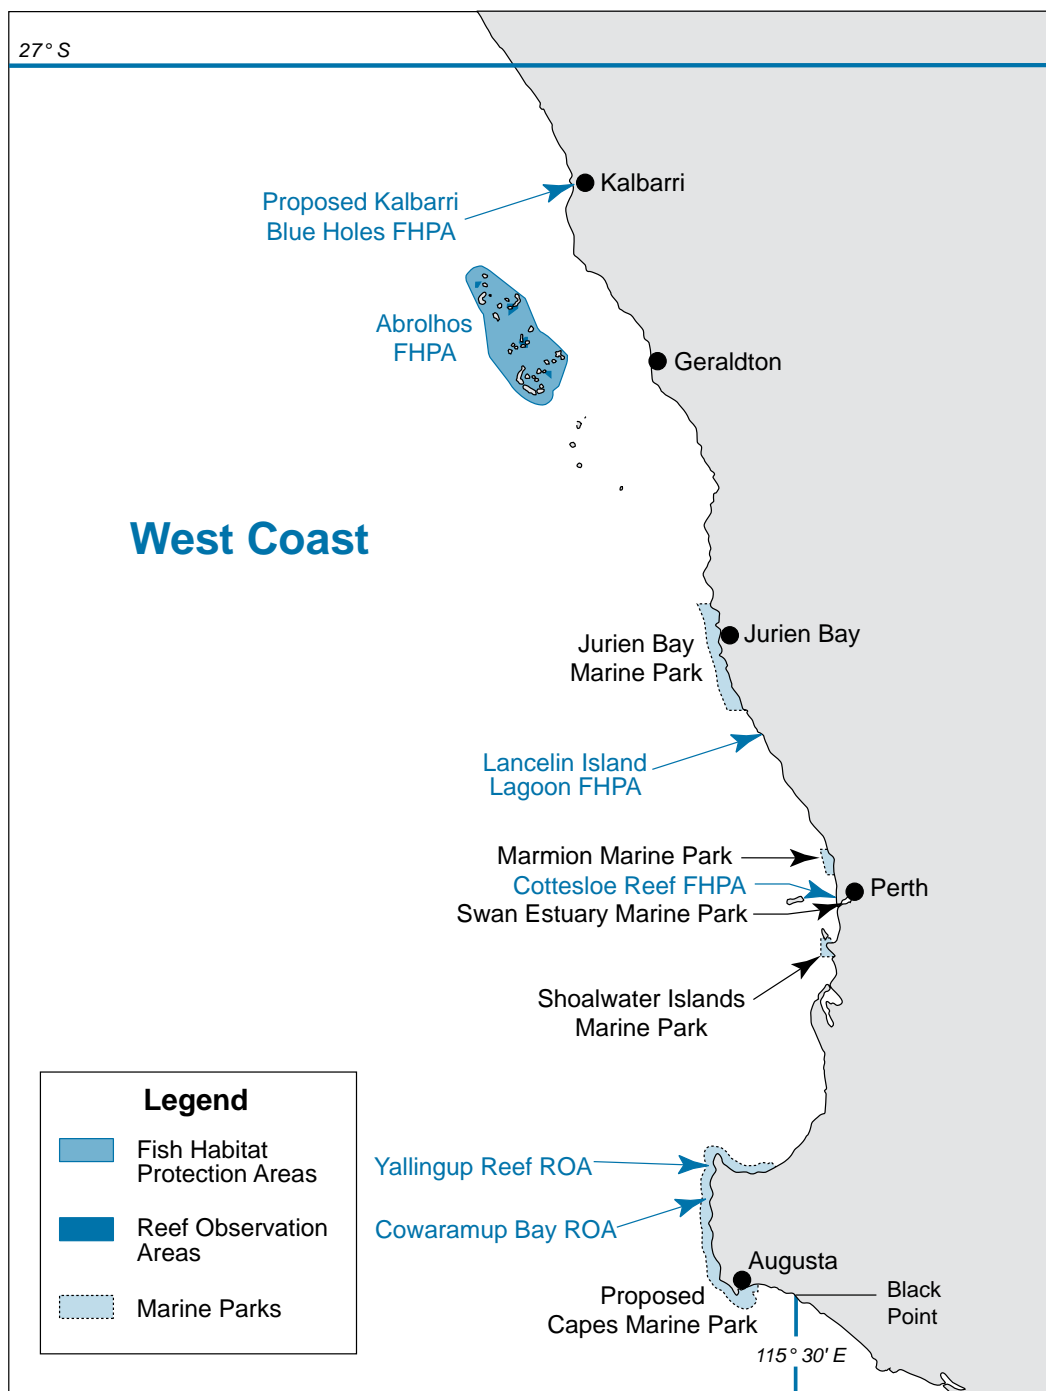 27° S
Kalbarri
Proposed Kalbarri
Blue Holes FHPA
Abrolhos
FHPA
Geraldton
West Coast
Jurien Bay
Jurien Bay
Marine Park
Lancelin Island
Lagoon FHPA
Marmion Marine Park
Cottesloe Reef FHPA
Perth
Swan Estuary Marine Park
Shoalwater Islands
Marine Park
Legend
Fish Habitat
Protection Areas
Reef Observation
Areas
Marine Parks
Yallingup Reef ROA
Cowaramup Bay ROA
Augusta
Proposed
Capes Marine Park
Black
Point
115° 30' E